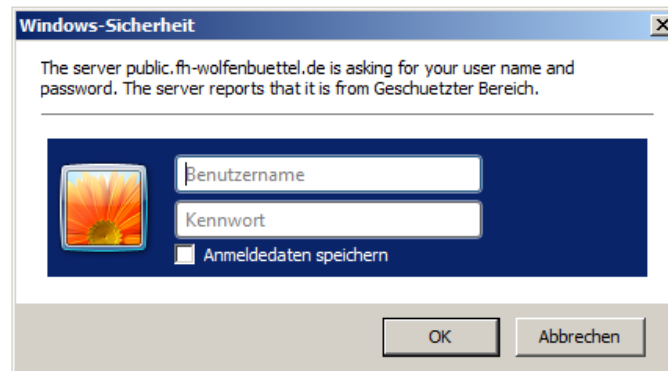 Windows-Sicherheit
The server public.fh-wolfenbuettel.de is asking for your user name and
password. The server reports that it is from Geschuetzter Bereich.
Benutzername
Kennwort
Anmeldedaten speichern
OK
Abbrechen